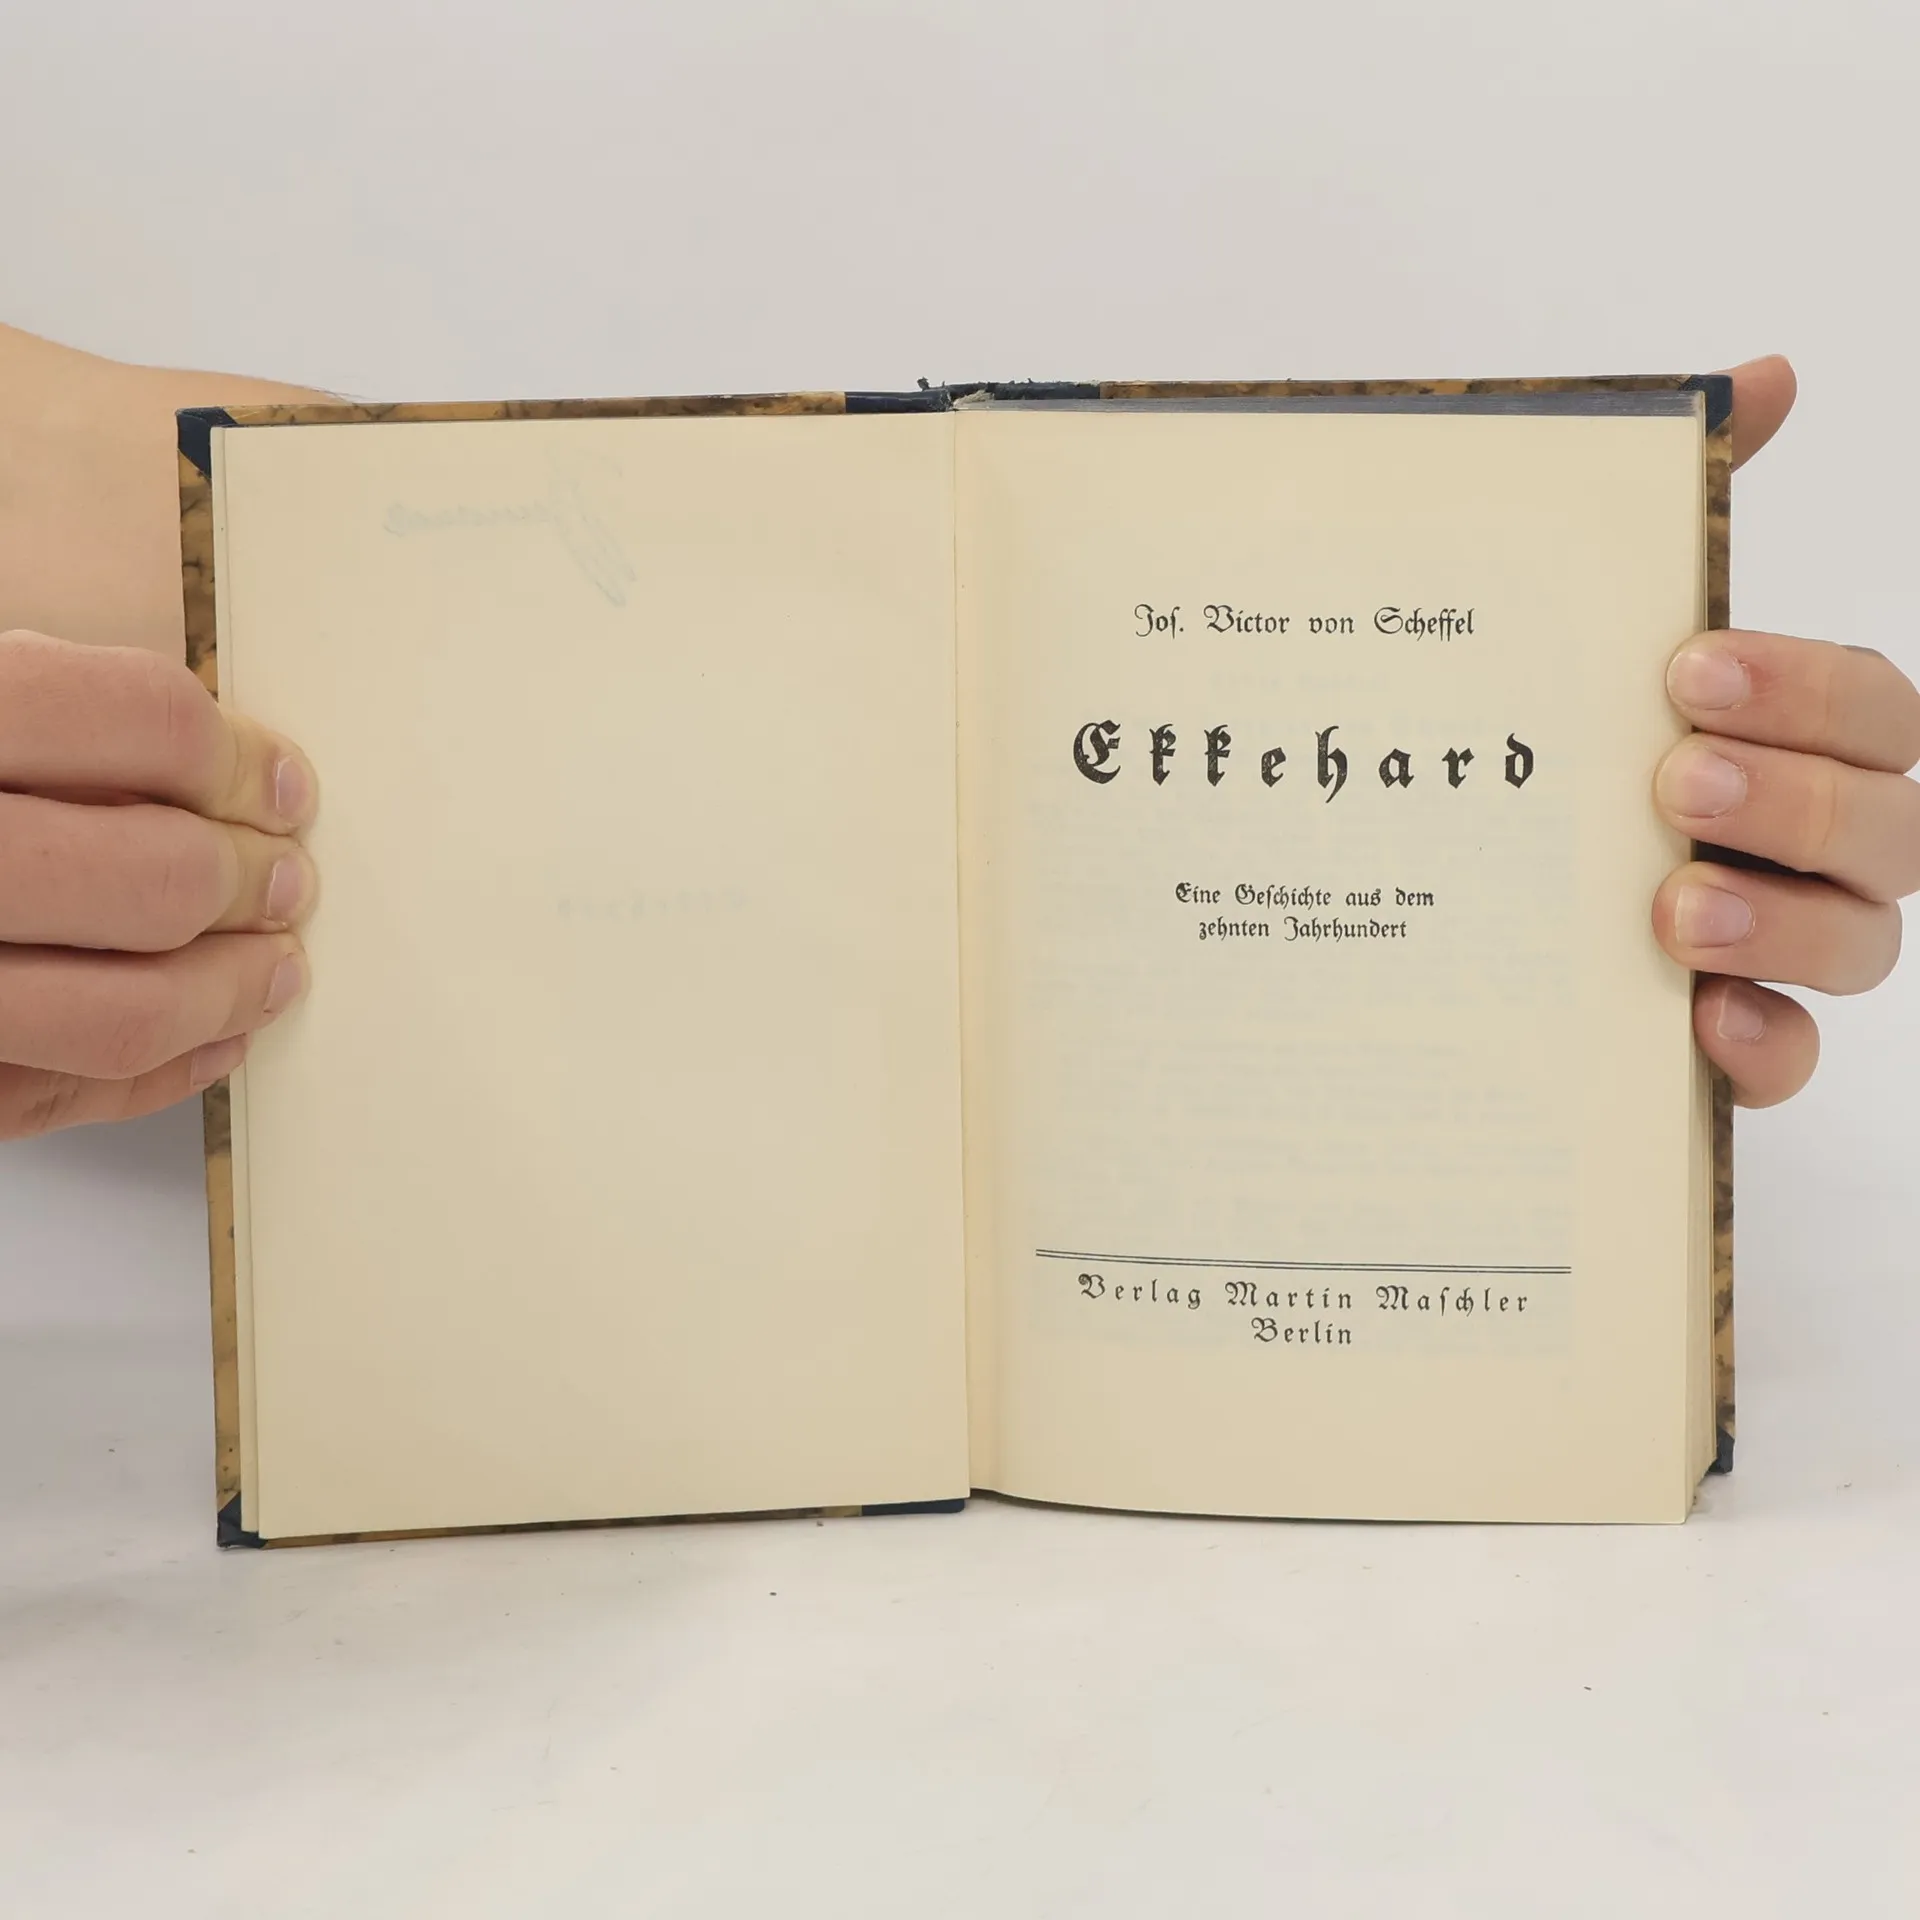 Jos. Victor von Scheffel
Ekkehard
Eine Geschichte aus dem
zehnten Jahrhundert
Verlag Martin Maschler
Berlin